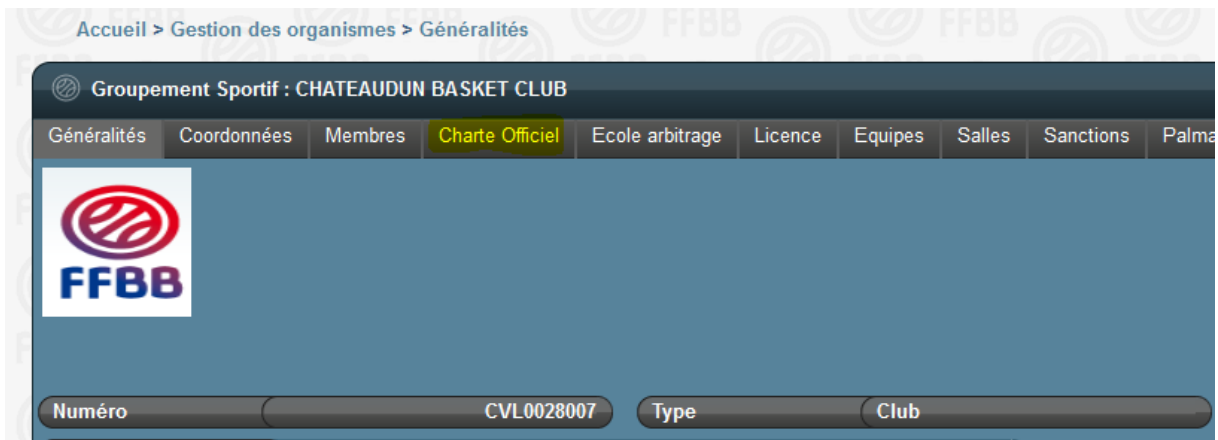 Accueil > Gestion des organismes > Généralités
Groupement Sportif : CHATEAUDUN BASKET CLUB
Généralités Coordonnées Membres Charte Officiel Ecole arbitrage Licence Equipes Salles Sanctions Palma
FFBB
Numéro CVL0028007 Type Club